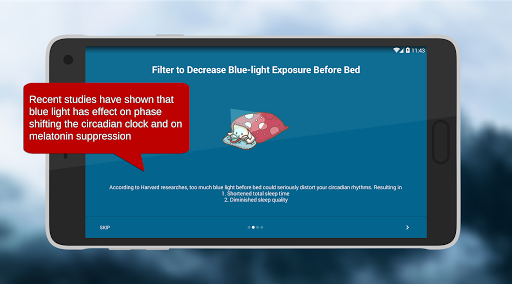 11:43
Filter to Decrease Blue-light Exposure Before Bed
Recent studies have shown that
blue light has effect on phase
shifting the circadian clock and on
melatonin suppression
According to Harvard researches, too much blue light before bed could seriously distort your circadian rhythms. Resulting in
1. Shortened total sleep time
2. Diminished sleep quality
SKIP